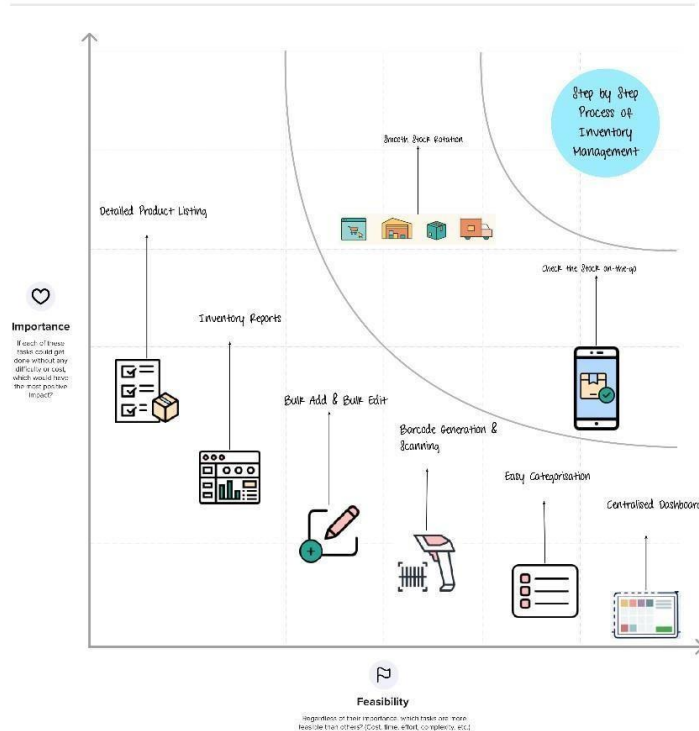 Step by Step
Process of
Inventory
Management
Smooth Stock Rotation
Detailed Product Listing
Check the Stock on-the-go
Inventory Reports
Importance
If each of these
tasks could get
done without any
difficulty or cost,
which would have
the most positive
impact?
Bulk Add & Bulk Edit
Barcode Generation &
Scanning
Easy Categorisation
Centralised Dashboard
Feasibility
Regardless of their importance, which tasks are more
feasible than others? (Cost, time, effort, complexity, etc.)